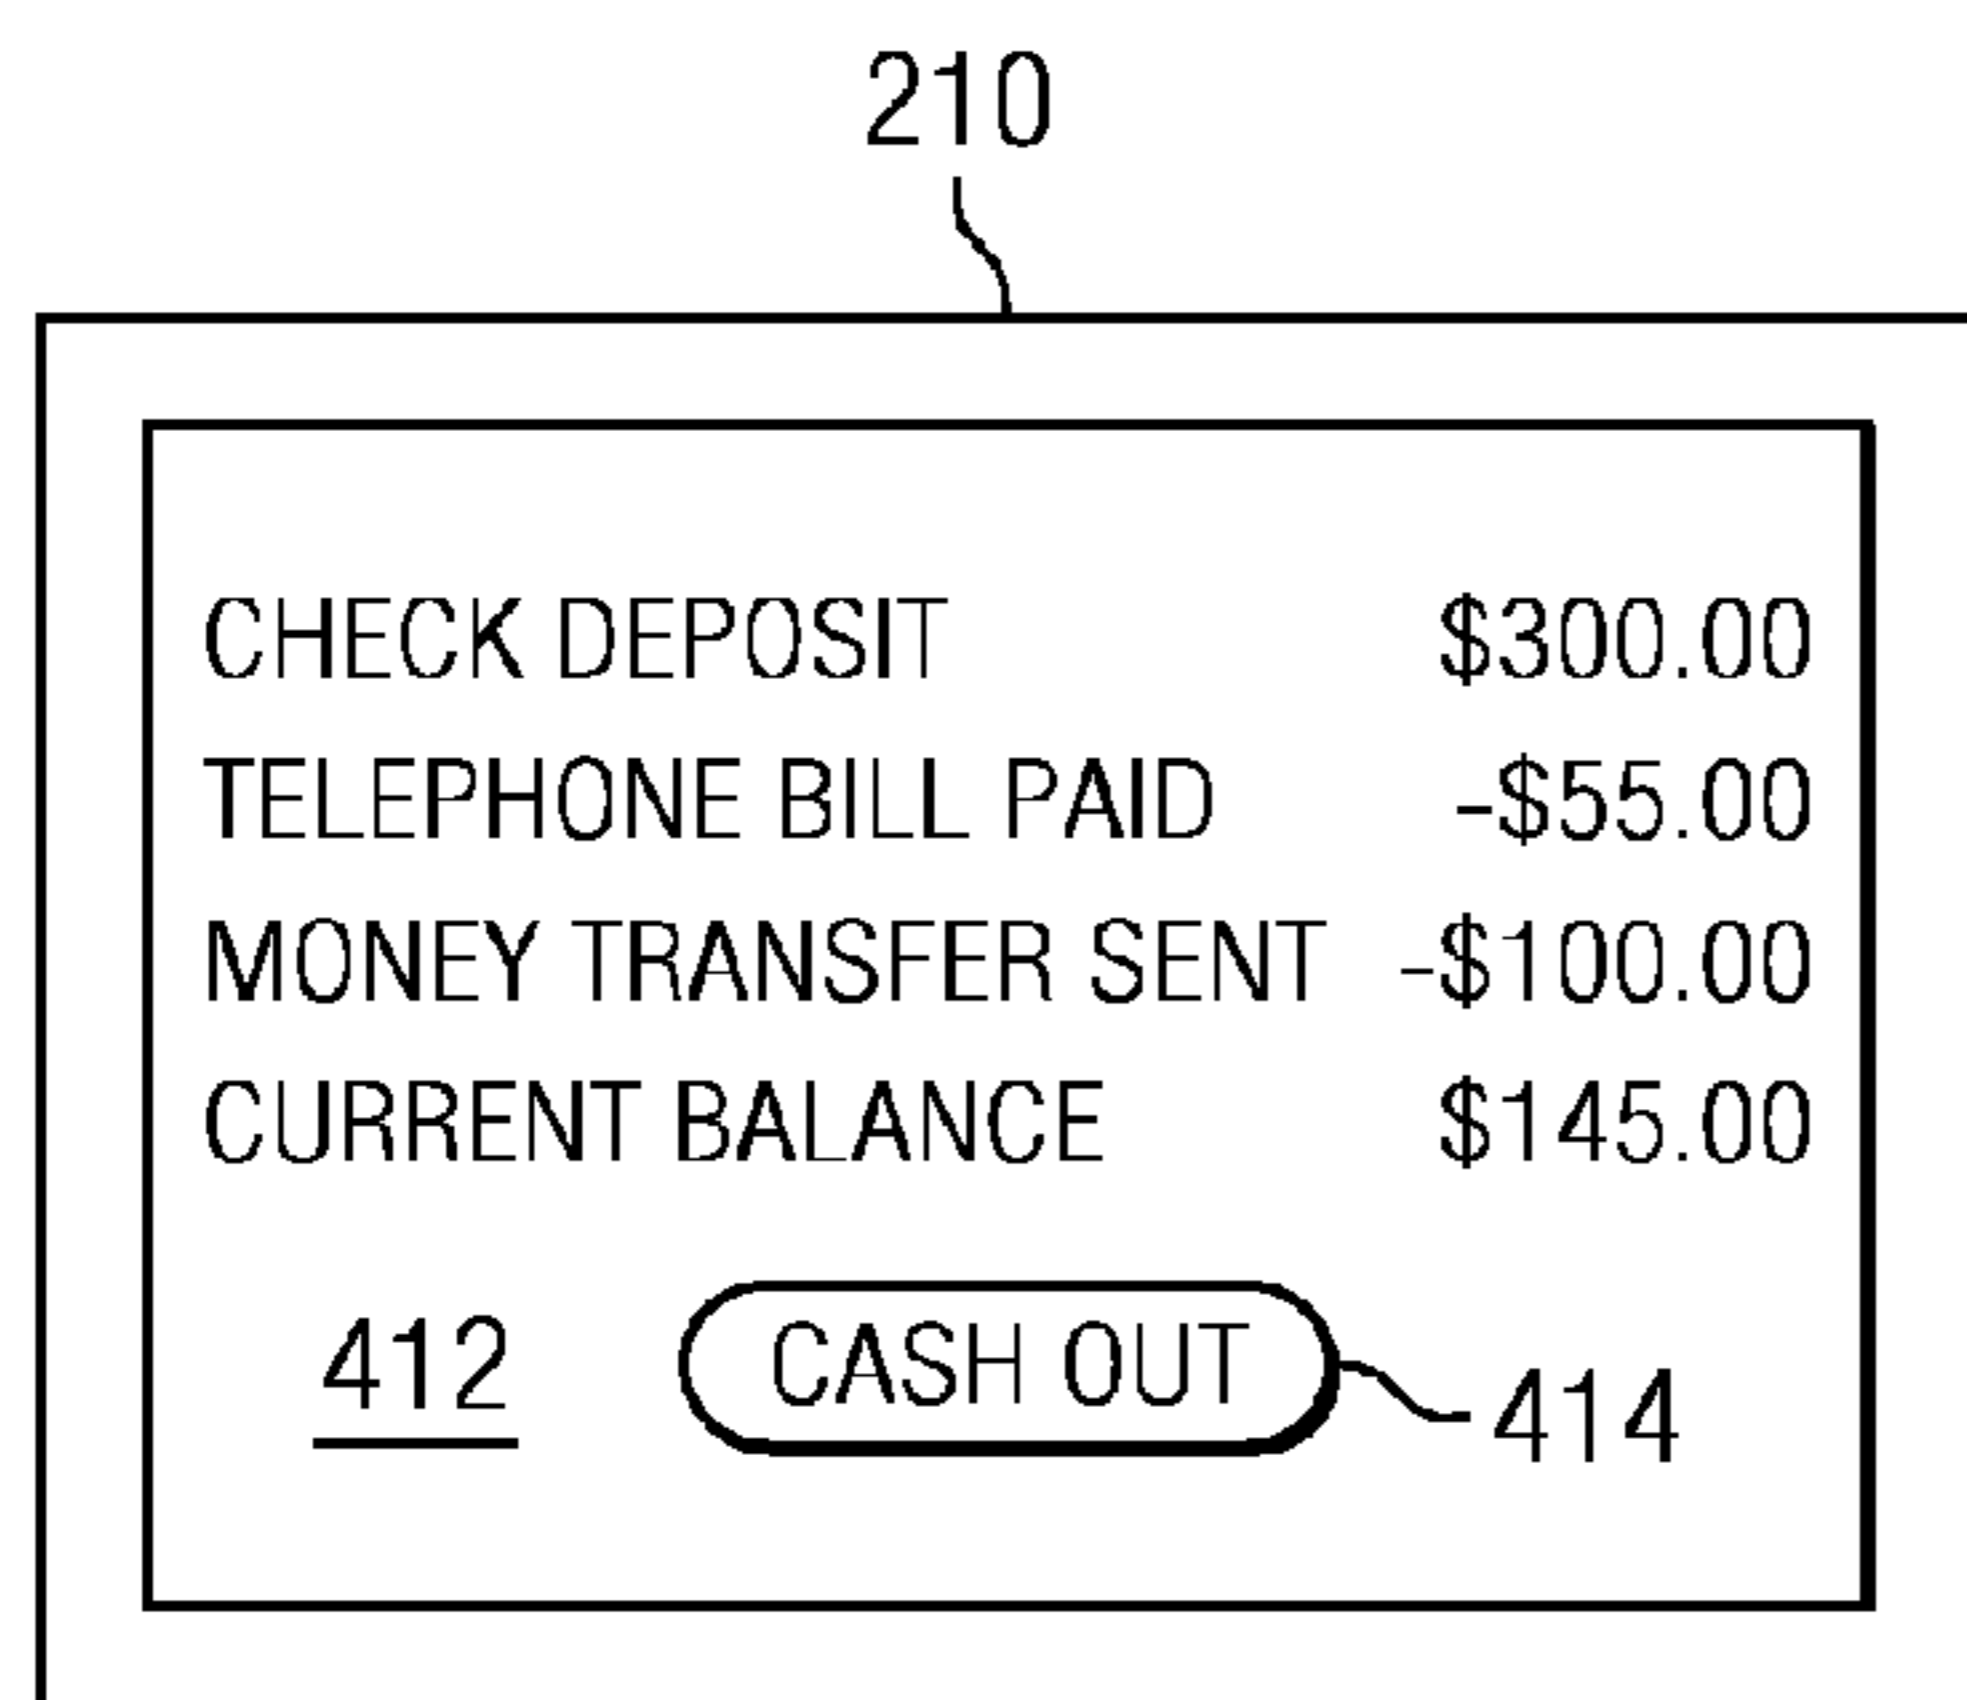 210
CHECK DEPOSIT $300.00
TELEPHONE BILL PAID -$55.00
MONEY TRANSFER SENT -$100.00
CURRENT BALANCE $145.00
412 CASH OUT 414